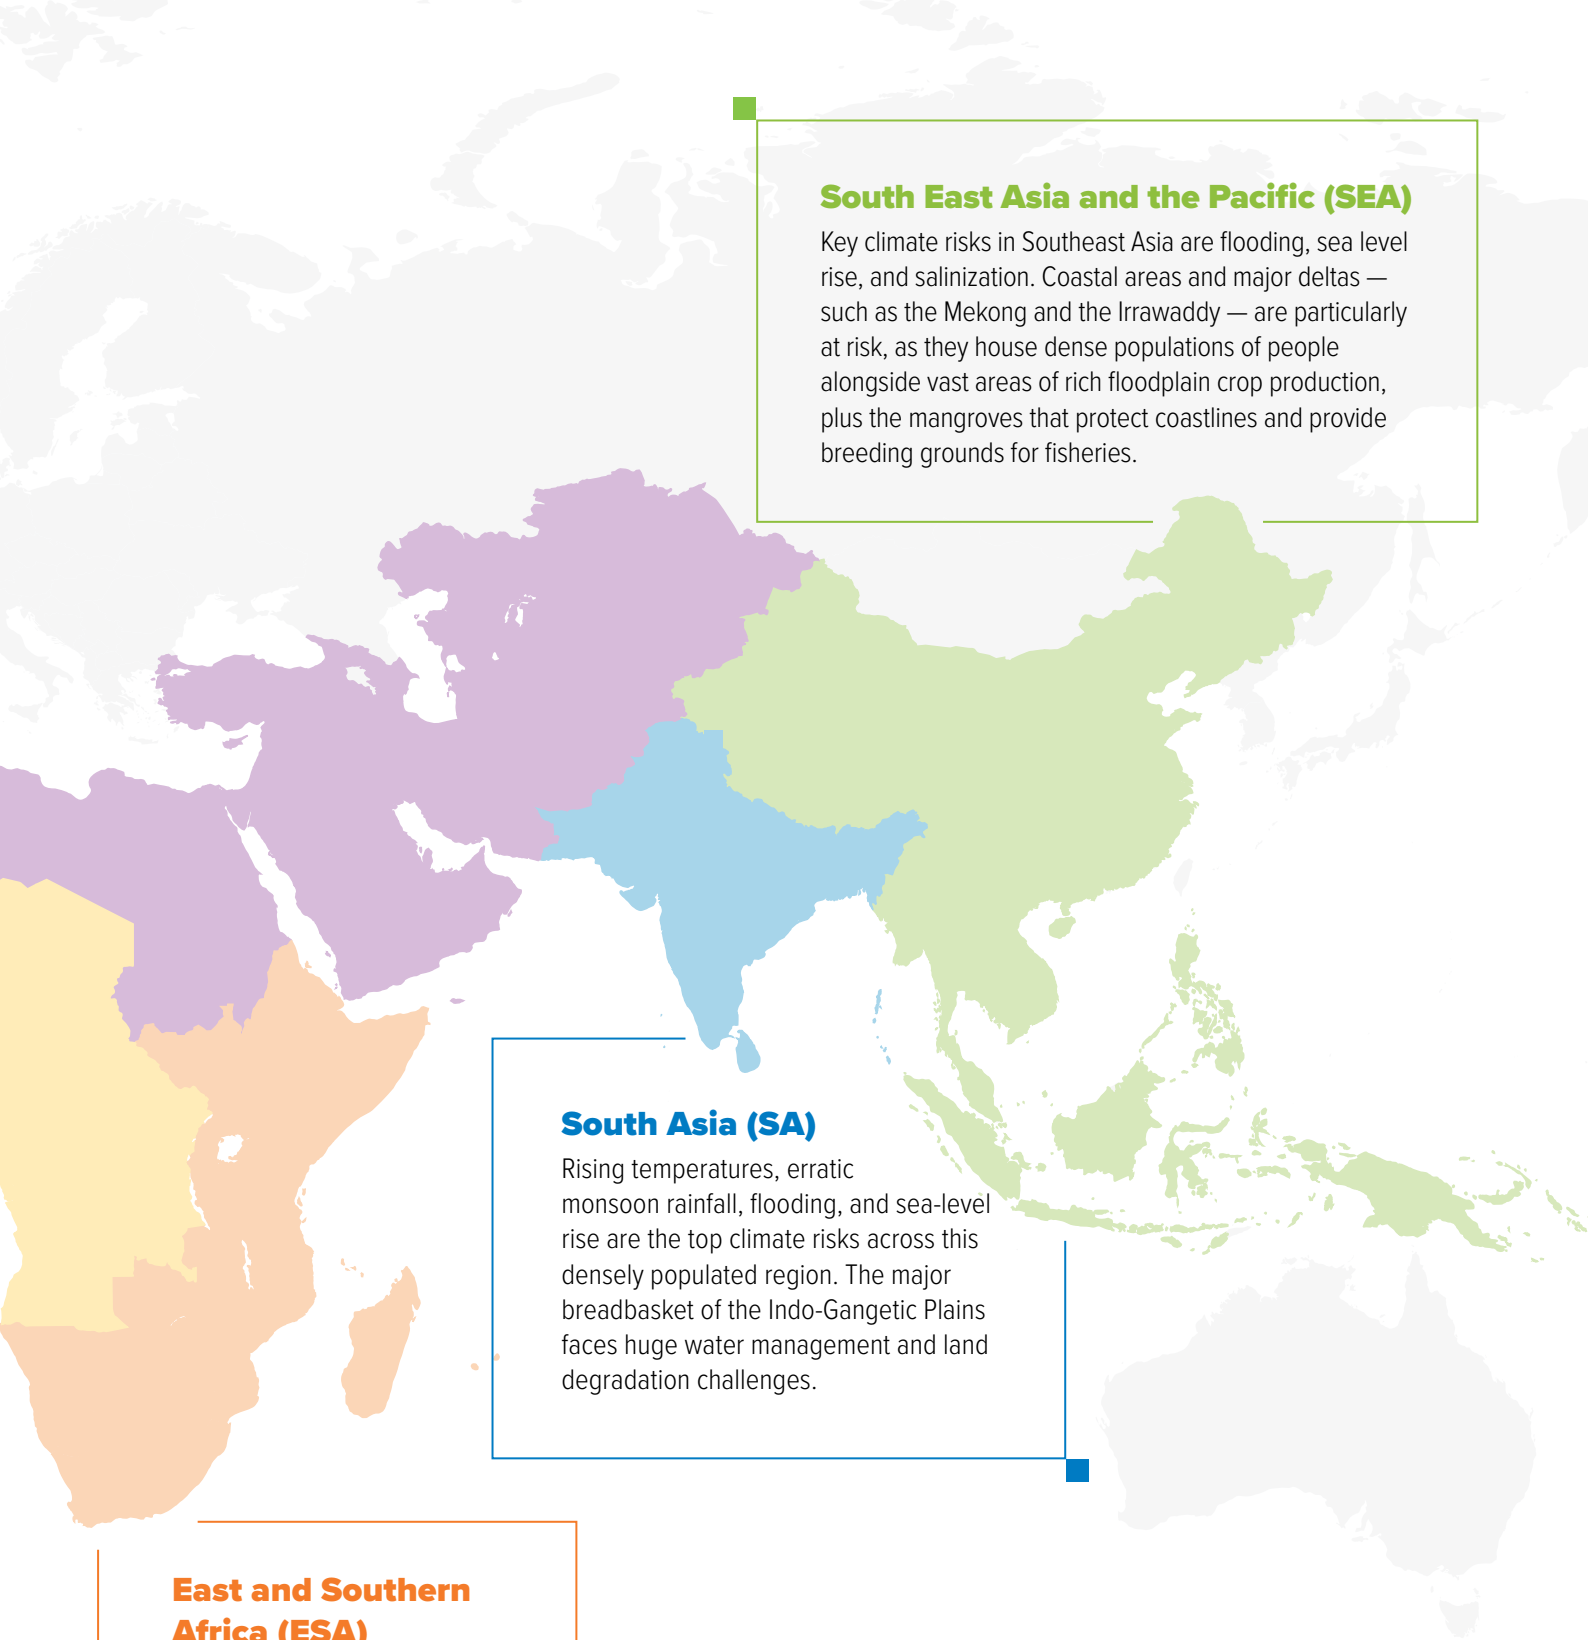 South East Asia and the Pacific (SEA)
Key climate risks in Southeast Asia are flooding, sea level
rise, and salinization. Coastal areas and major deltas —
such as the Mekong and the Irrawaddy — are particularly
at risk, as they house dense populations of people
alongside vast areas of rich floodplain crop production,
plus the mangroves that protect coastlines and provide
breeding grounds for fisheries.
South Asia (SA)
Rising temperatures, erratic
monsoon rainfall, flooding, and sea-level
rise are the top climate risks across this
densely populated region. The major
breadbasket of the Indo-Gangetic Plains
faces huge water management and land
degradation challenges.
East and Southern
Africa (ESA)